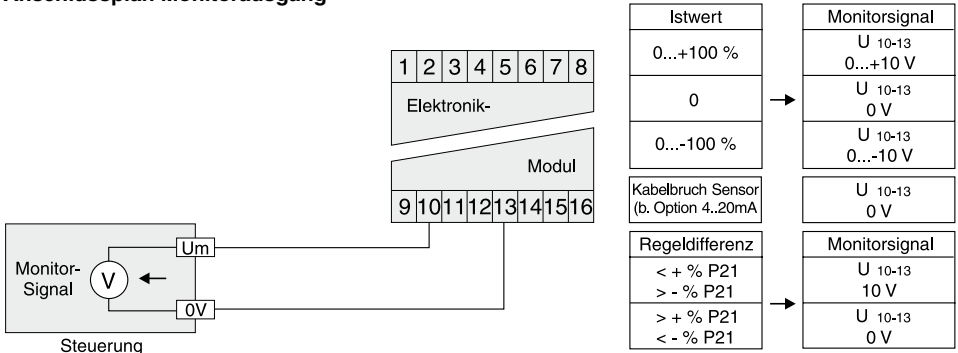 Anschlussplan Monitorausgang
1 2 3 4 5 6 7 8
Elektronik-
Modul
9 10 11 12 13 14 15 16
Monitor-
Signal
V
Um
0V
Steuerung
Istwert
0...+100 %
0
0...-100 %
Kabelbruch Sensor
(b. Option 4..20mA
Regeldifferenz
< + % P21
> - % P21
> + % P21
< - % P21
Monitorsignal
U 10-13
0...+10 V
U 10-13
0 V
U 10-13
0...-10 V
U 10-13
0 V
Monitorsignal
U 10-13
10 V
U 10-13
0 V